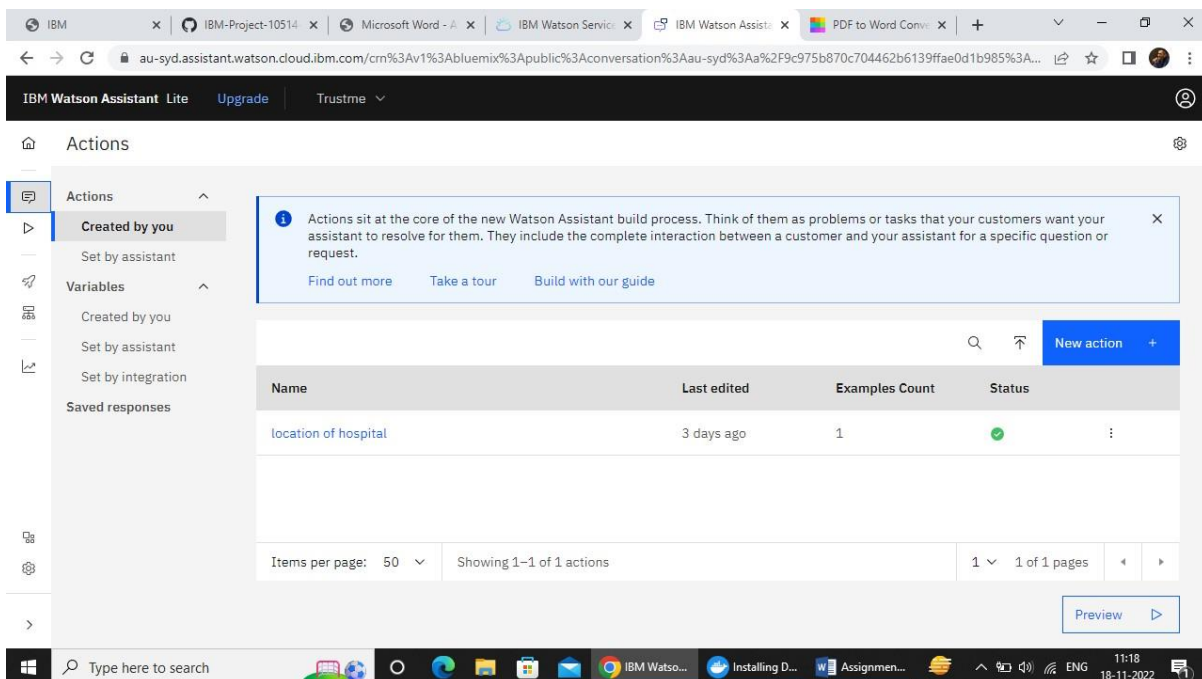 IBM
IBM-Project-10514
Microsoft Word - A
IBM Watson Service
IBM Watson Assista
PDF to Word Conve
au-syd.assistant.watson.cloud.ibm.com/crn%3Av1%3Abluemix%3Apublic%3Aconversation%3Aau-syd%3Aa%2F9c975b870c704462b6139ffae0d1b985%3A...
IBM Watson Assistant Lite Upgrade Trustme
Actions
Actions
Created by you
Set by assistant
Variables
Created by you
Set by assistant
Set by integration
Saved responses
Actions sit at the core of the new Watson Assistant build process. Think of them as problems or tasks that your customers want your
assistant to resolve for them. They include the complete interaction between a customer and your assistant for a specific question or
request.
Find out more Take a tour Build with our guide
New action +
Name Last edited Examples Count Status
location of hospital 3 days ago 1
Items per page: 50 Showing 1–1 of 1 actions 1 1 of 1 pages
Preview
Type here to search IBM Watso... Installing D... Assignmen... ENG 11:18
18-11-2022